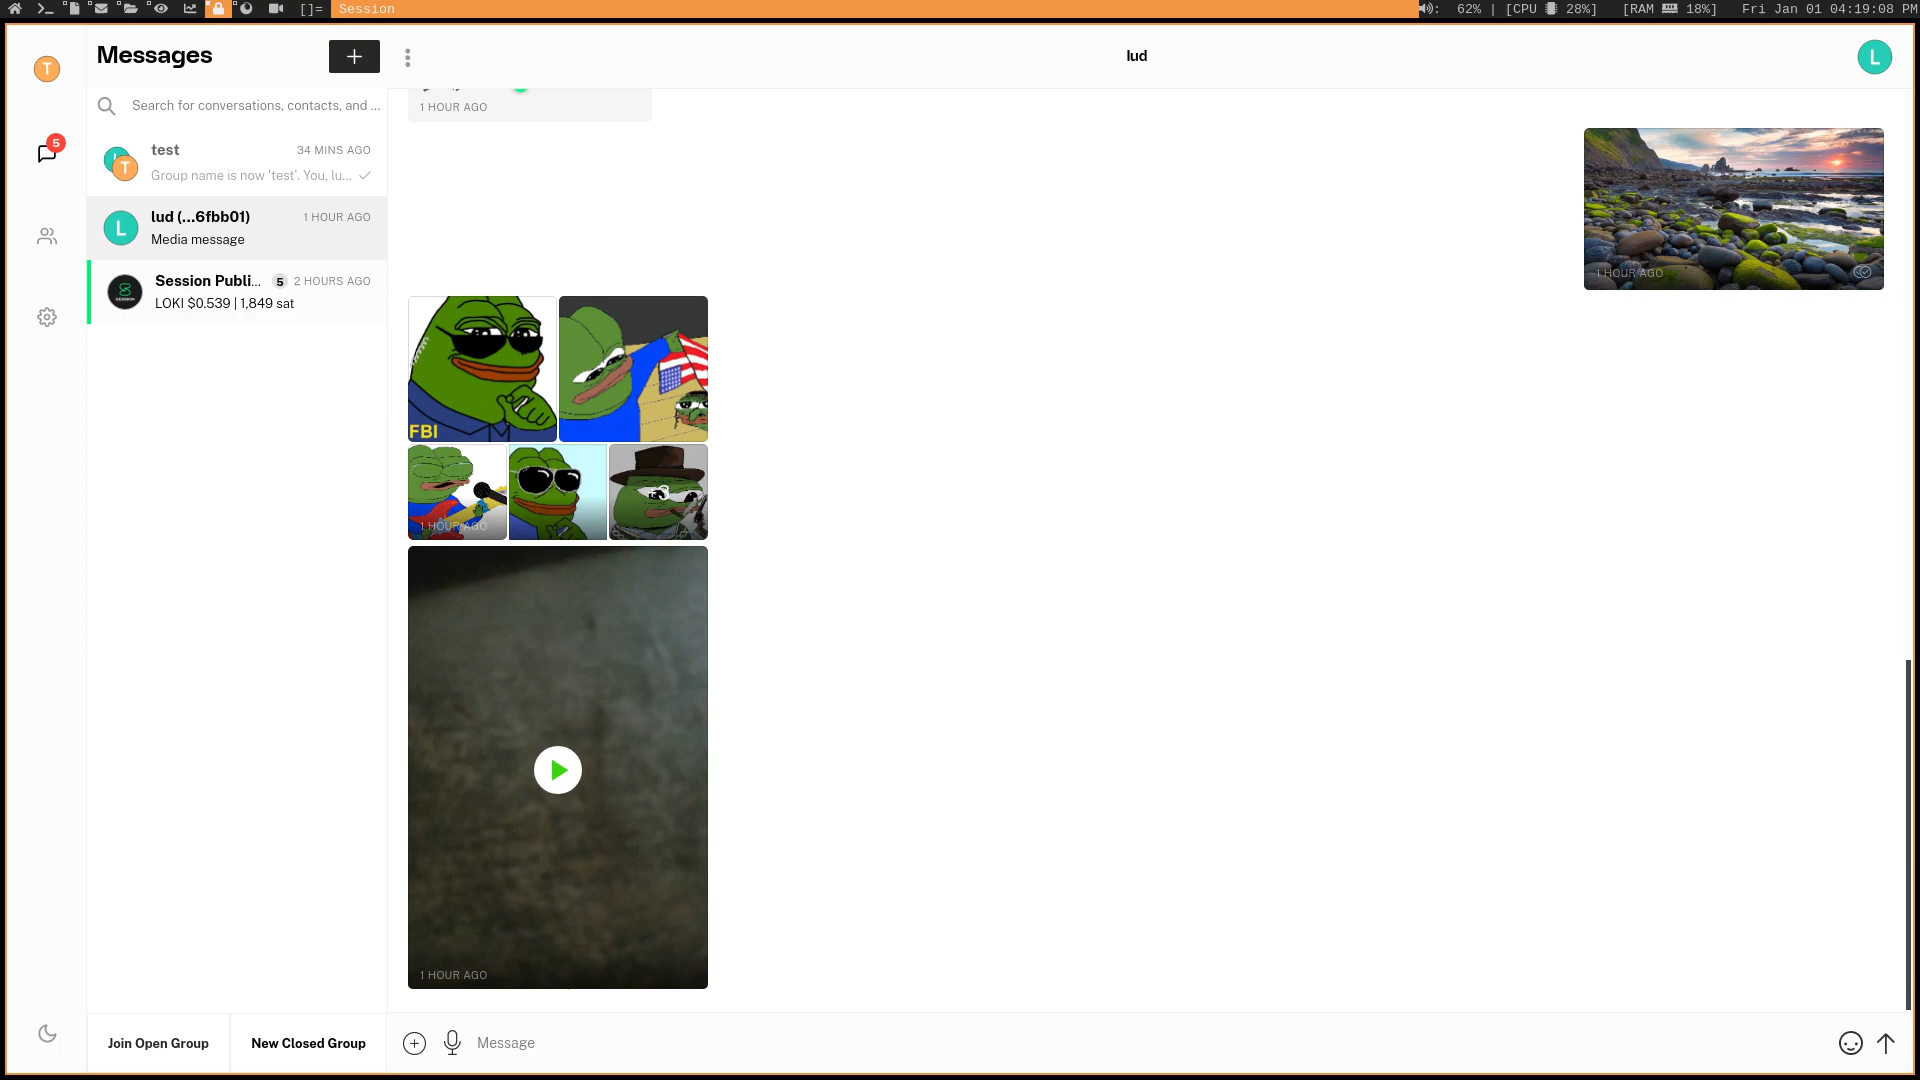 []= Session
: 62% | [CPU 28%] [RAM 18%] Fri Jan 01 04:19:08 PM
T
Messages
lud
L
Search for conversations, contacts, and ...
5
test 34 MINS AGO
T
Group name is now 'test'. You, lu...
L
lud (...6fbb01) 1 HOUR AGO
Media message
Session Publi... 5 2 HOURS AGO
SESSION
LOKI $0.539 | 1,849 sat
1 HOUR AGO
1 HOUR AGO
FBI
+3
1 HOUR AGO
1 HOUR AGO
Join Open Group
New Closed Group
Message